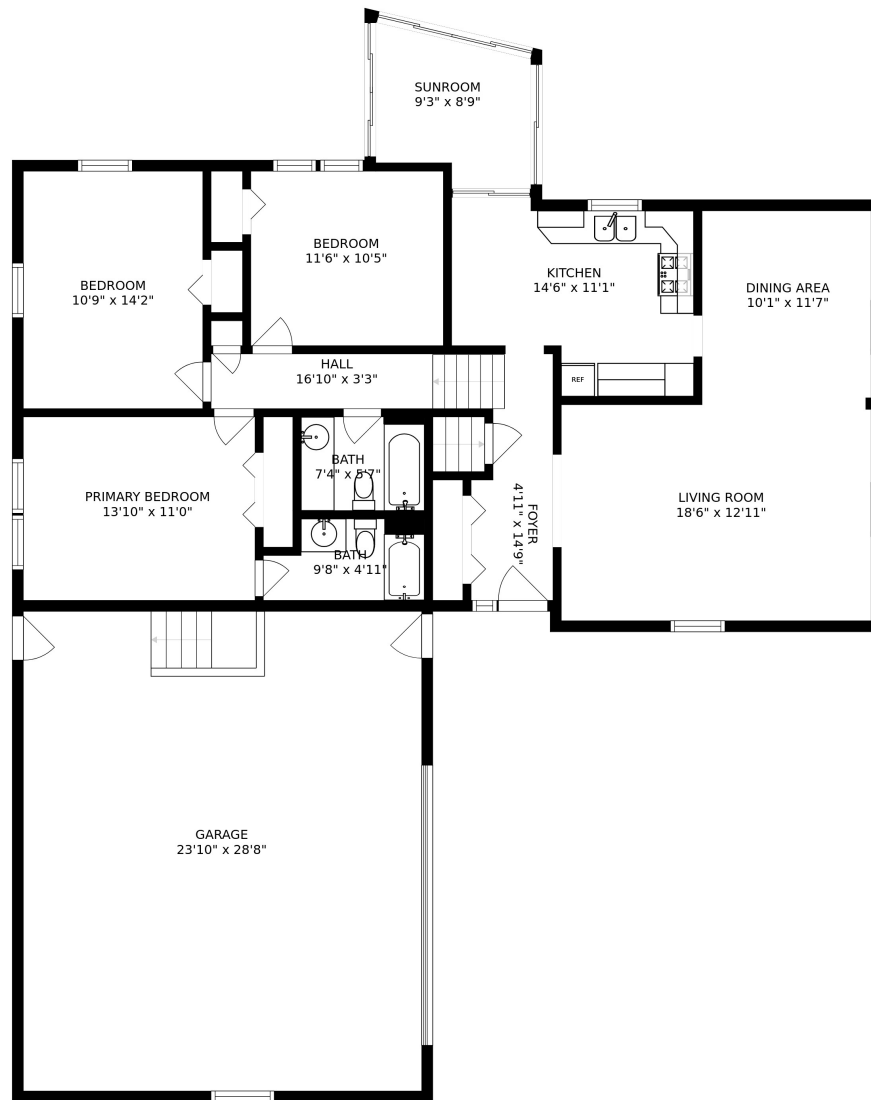 SUNROOM
9'3" x 8'9"
BEDROOM
11'6" x 10'5"
BEDROOM
10'9" x 14'2"
KITCHEN
14'6" x 11'1"
DINING AREA
10'1" x 11'7"
HALL
16'10" x 3'3"
REF
BATH
7'4" x 5'7"
PRIMARY BEDROOM
13'10" x 11'0"
FOYER
4'11" x 14'9"
LIVING ROOM
18'6" x 12'11"
BATH
9'8" x 4'11"
GARAGE
23'10" x 28'8"